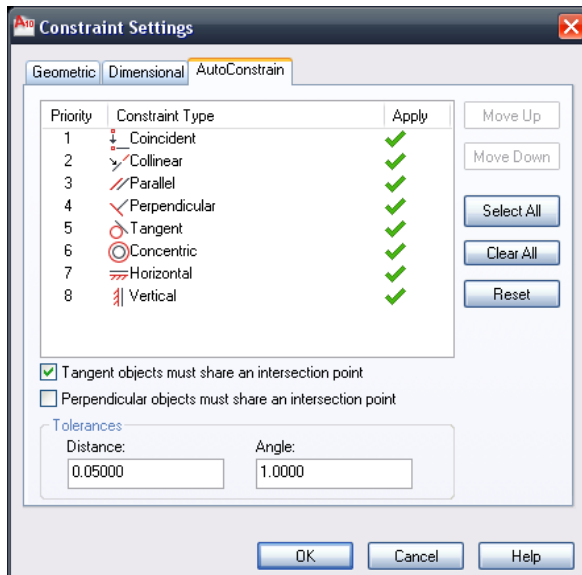 A10 Constraint Settings
Geometric Dimensional AutoConstrain
Priority Constraint Type Apply
1 Coincident
2 Collinear
3 Parallel
4 Perpendicular
5 Tangent
6 Concentric
7 Horizontal
8 Vertical
Move Up
Move Down
Select All
Clear All
Reset
Tangent objects must share an intersection point
Perpendicular objects must share an intersection point
Tolerances
Distance: Angle:
0.05000 1.0000
OK Cancel Help